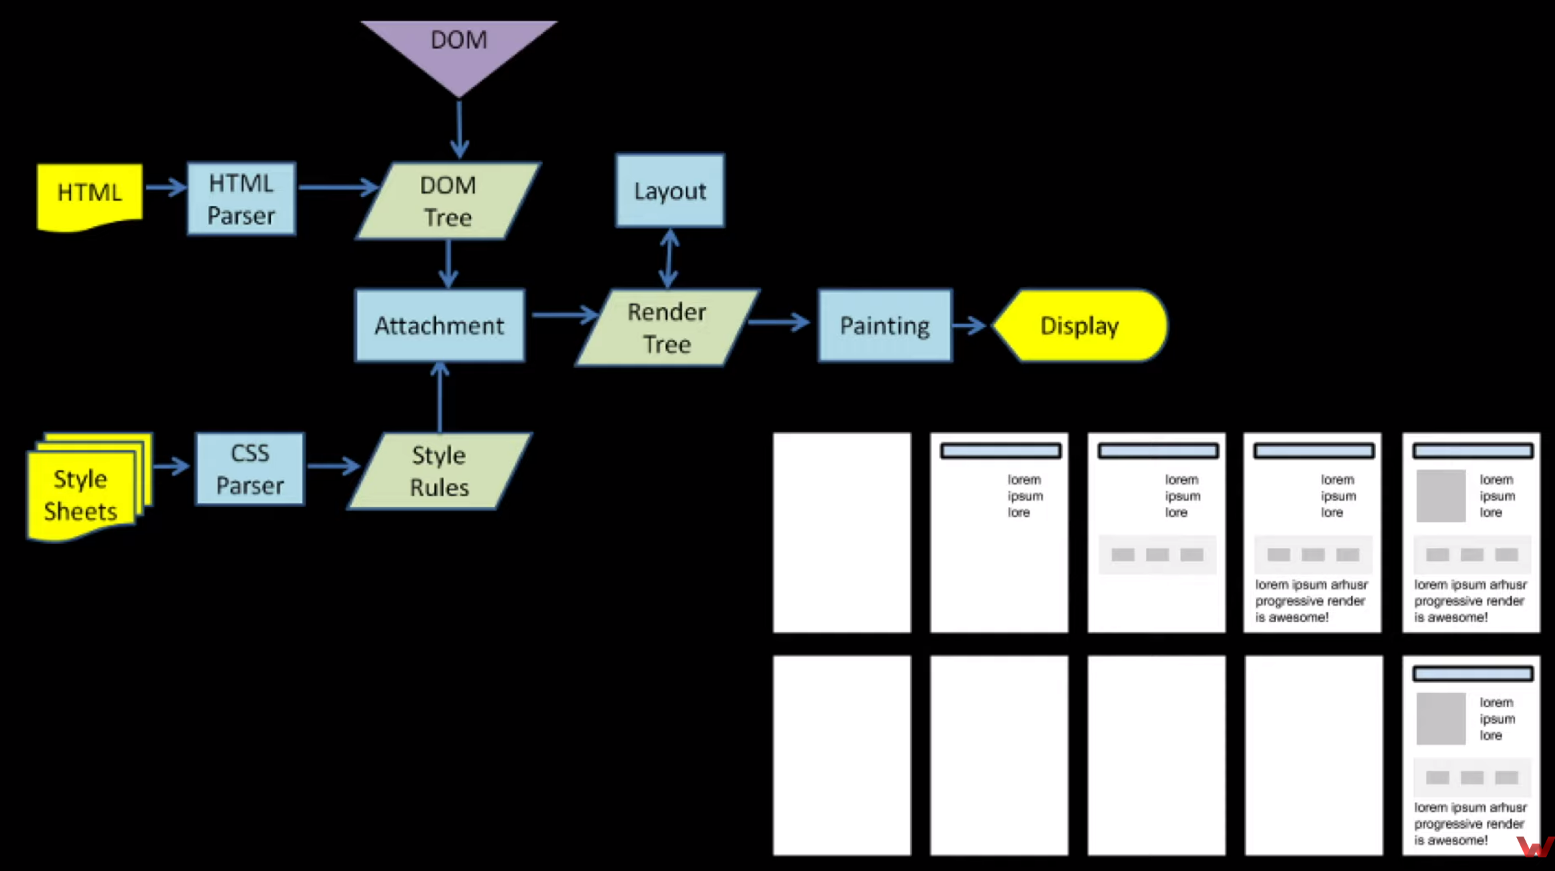 DOM
HTML
HTML
Parser
DOM
Tree
Layout
Attachment
Render
Tree
Painting
Display
Style
Sheets
CSS
Parser
Style
Rules
lorem
ipsum
lore
lorem
ipsum
lore
lorem
ipsum
lore
lorem ipsum arhusr
progressive render
is awesome!
lorem
ipsum
lore
lorem ipsum arhusr
progressive render
is awesome!
lorem
ipsum
lore
lorem ipsum arhusr
progressive render
is awesome!
W